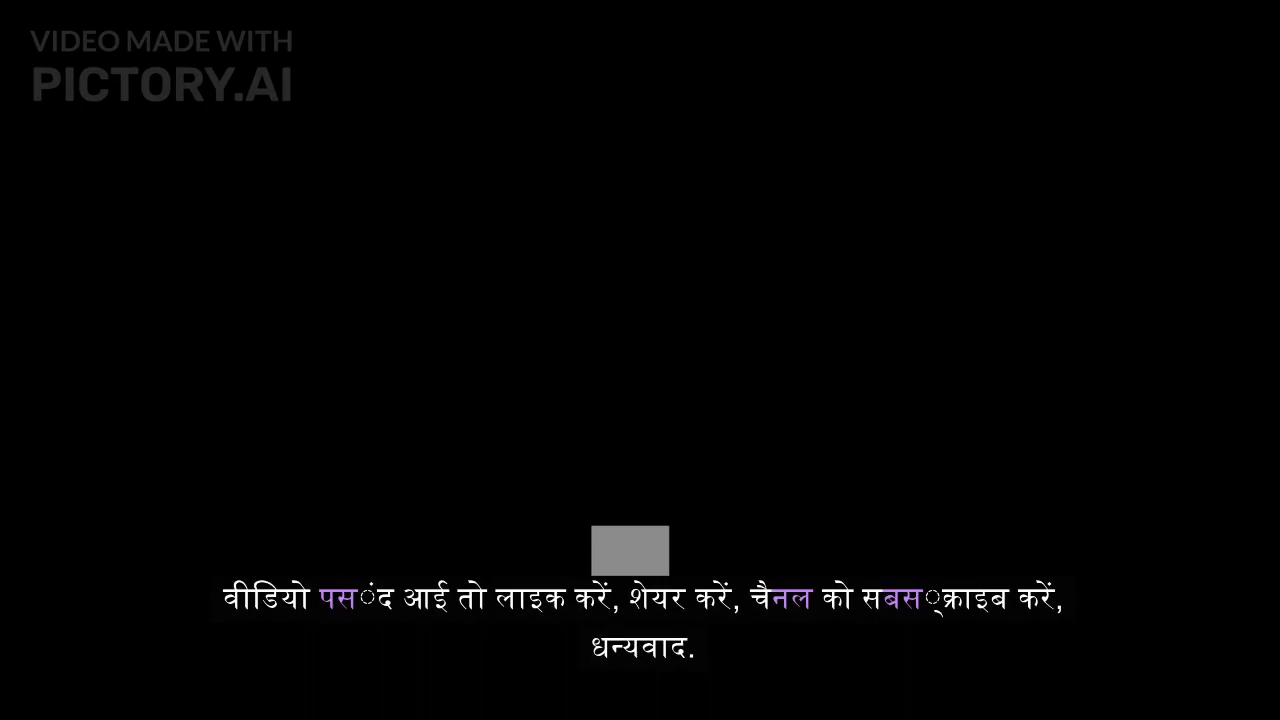 VIDEO MADE WITH
PICTORY.AI
वीडियो पसंद आई तो लाइक करें, शेयर करें, चैनल को सबस्क्राइब करें,
धन्यवाद.